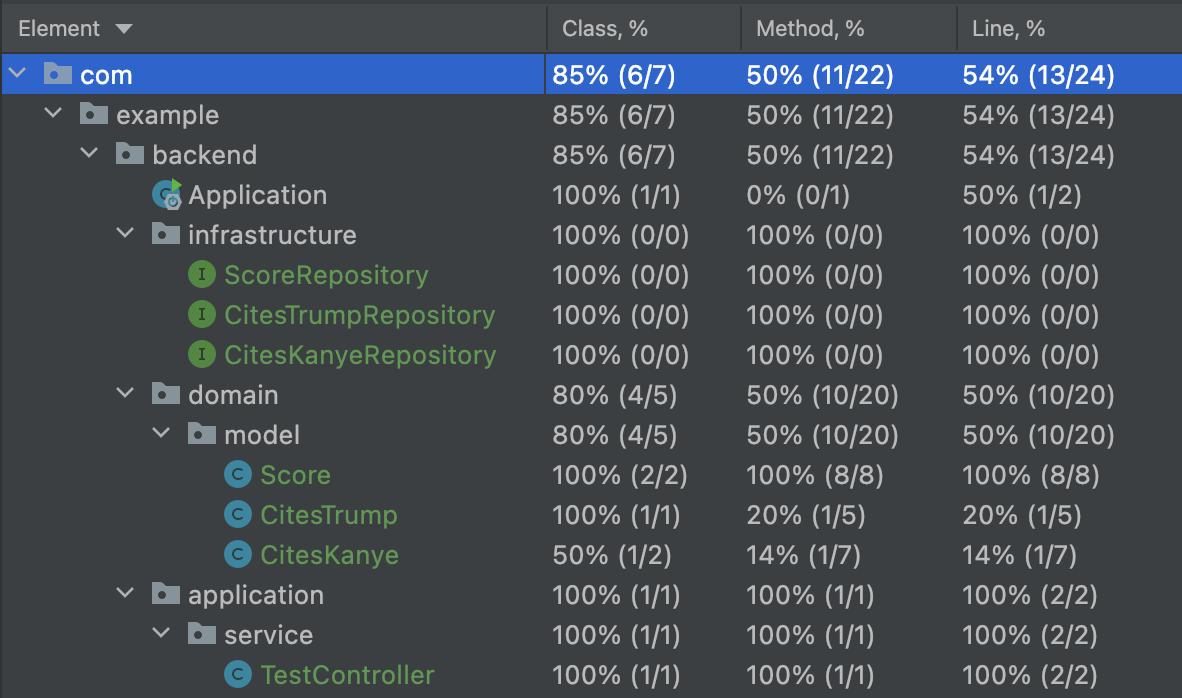 Element Class, % Method, % Line, %
com 85% (6/7) 50% (11/22) 54% (13/24)
example 85% (6/7) 50% (11/22) 54% (13/24)
backend 85% (6/7) 50% (11/22) 54% (13/24)
Application 100% (1/1) 0% (0/1) 50% (1/2)
infrastructure 100% (0/0) 100% (0/0) 100% (0/0)
I ScoreRepository 100% (0/0) 100% (0/0) 100% (0/0)
I CitesTrumpRepository 100% (0/0) 100% (0/0) 100% (0/0)
I CitesKanyeRepository 100% (0/0) 100% (0/0) 100% (0/0)
domain 80% (4/5) 50% (10/20) 50% (10/20)
model 80% (4/5) 50% (10/20) 50% (10/20)
C Score 100% (2/2) 100% (8/8) 100% (8/8)
C CitesTrump 100% (1/1) 20% (1/5) 20% (1/5)
C CitesKanye 50% (1/2) 14% (1/7) 14% (1/7)
application 100% (1/1) 100% (1/1) 100% (2/2)
service 100% (1/1) 100% (1/1) 100% (2/2)
C TestController 100% (1/1) 100% (1/1) 100% (2/2)